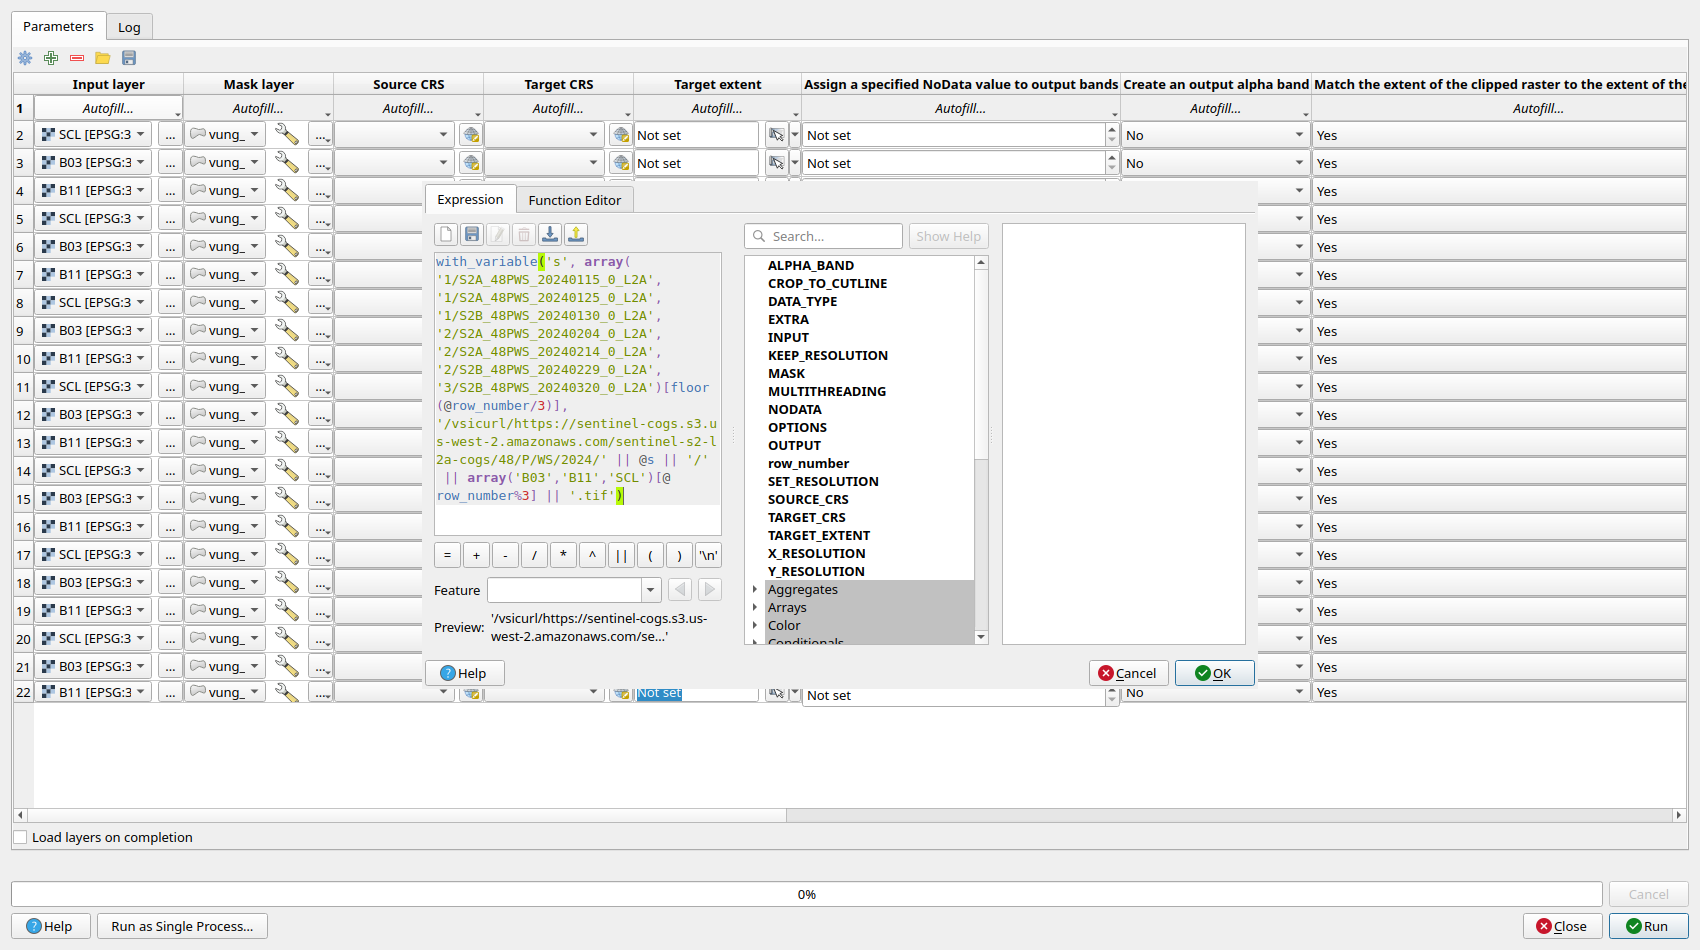 Parameters Log
Input layer Mask layer Source CRS Target CRS Target extent Assign a specified NoData value to output bands Create an output alpha band Match the extent of the clipped raster to the extent of the
1 Autofill... Autofill... Autofill... Autofill... Autofill... Autofill... Autofill... Autofill...
2 SCL [EPSG:3 ... vung_ ... Not set Not set No Yes
3 B03 [EPSG:3 ... vung_ ... Not set Not set No Yes
4 B11 [EPSG:3 ... vung_ ... Yes
5 SCL [EPSG:3 ... vung_ ... Yes
6 B03 [EPSG:3 ... vung_ ... Yes
7 B11 [EPSG:3 ... vung_ ... Yes
8 SCL [EPSG:3 ... vung_ ... Yes
9 B03 [EPSG:3 ... vung_ ... Yes
10 B11 [EPSG:3 ... vung_ ... Yes
11 SCL [EPSG:3 ... vung_ ... Yes
12 B03 [EPSG:3 ... vung_ ... Yes
13 B11 [EPSG:3 ... vung_ ... Yes
14 SCL [EPSG:3 ... vung_ ... Yes
15 B03 [EPSG:3 ... vung_ ... Yes
16 B11 [EPSG:3 ... vung_ ... Yes
17 SCL [EPSG:3 ... vung_ ... Yes
18 B03 [EPSG:3 ... vung_ ... Yes
19 B11 [EPSG:3 ... vung_ ... Yes
20 SCL [EPSG:3 ... vung_ ... Yes
21 B03 [EPSG:3 ... vung_ ... Yes
22 B11 [EPSG:3 ... vung_ ... Not set Not set No Yes
Expression Function Editor
with_variable('s', array(
'1/S2A_48PWS_20240115_0_L2A',
'1/S2A_48PWS_20240125_0_L2A',
'1/S2B_48PWS_20240130_0_L2A',
'2/S2A_48PWS_20240204_0_L2A',
'2/S2A_48PWS_20240214_0_L2A',
'2/S2B_48PWS_20240229_0_L2A',
'3/S2B_48PWS_20240320_0_L2A')[floor
(@row_number/3)],
'/vsicurl/https://sentinel-cogs.s3.u
s-west-2.amazonaws.com/sentinel-s2-l
2a-cogs/48/P/WS/2024/' || @s || '/'
|| array('B03','B11','SCL')[@
row_number%3] || '.tif')
= + - / * ^ || ( ) '\n'
Feature
Preview: '/vsicurl/https://sentinel-cogs.s3.us-
west-2.amazonaws.com/se...'
Search... Show Help
ALPHA_BAND
CROP_TO_CUTLINE
DATA_TYPE
EXTRA
INPUT
KEEP_RESOLUTION
MASK
MULTITHREADING
NODATA
OPTIONS
OUTPUT
row_number
SET_RESOLUTION
SOURCE_CRS
TARGET_CRS
TARGET_EXTENT
X_RESOLUTION
Y_RESOLUTION
Aggregates
Arrays
Color
Conditionals
Help Cancel OK
Load layers on completion
0% Cancel
Help Run as Single Process... Close Run